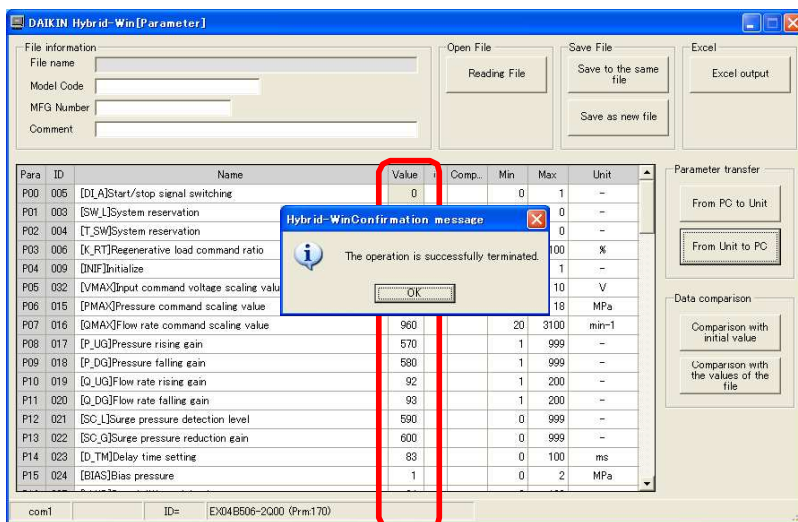 DAIKIN Hybrid-Win[Parameter]
File information
File name
Model Code
MFG Number
Comment
Open File
Reading File
Save File
Save to the same
file
Save as new file
Excel
Excel output
Para ID Name Value Comp... Min Max Unit
P00 005 [DI_A]Start/stop signal switching 0 0 1 -
P01 003 [SW_L]System reservation 0 -
P02 004 [T_SW]System reservation 0 -
P03 006 [K_RT]Regenerative load command ratio 100 %
P04 009 [INIF]Initialize 1 -
P05 032 [VMAX]Input command voltage scaling valu 10 V
P06 015 [PMAX]Pressure command scaling value 18 MPa
P07 016 [QMAX]Flow rate command scaling value 960 20 3100 min-1
P08 017 [P_UG]Pressure rising gain 570 1 999 -
P09 018 [P_DG]Pressure falling gain 580 1 999 -
P10 019 [Q_UG]Flow rate rising gain 92 1 200 -
P11 020 [Q_DG]Flow rate falling gain 93 1 200 -
P12 021 [SC_L]Surge pressure detection level 590 0 999 -
P13 022 [SC_G]Surge pressure reduction gain 600 0 999 -
P14 023 [D_TM]Delay time setting 83 0 100 ms
P15 024 [BIAS]Bias pressure 1 0 2 MPa
Hybrid-WinConfirmation message
The operation is successfully terminated.
OK
Parameter transfer
From PC to Unit
From Unit to PC
Data comparison
Comparison with
initial value
Comparison with
the values of the
file
com1 ID= EX04B506-2Q00 (Prm:170)